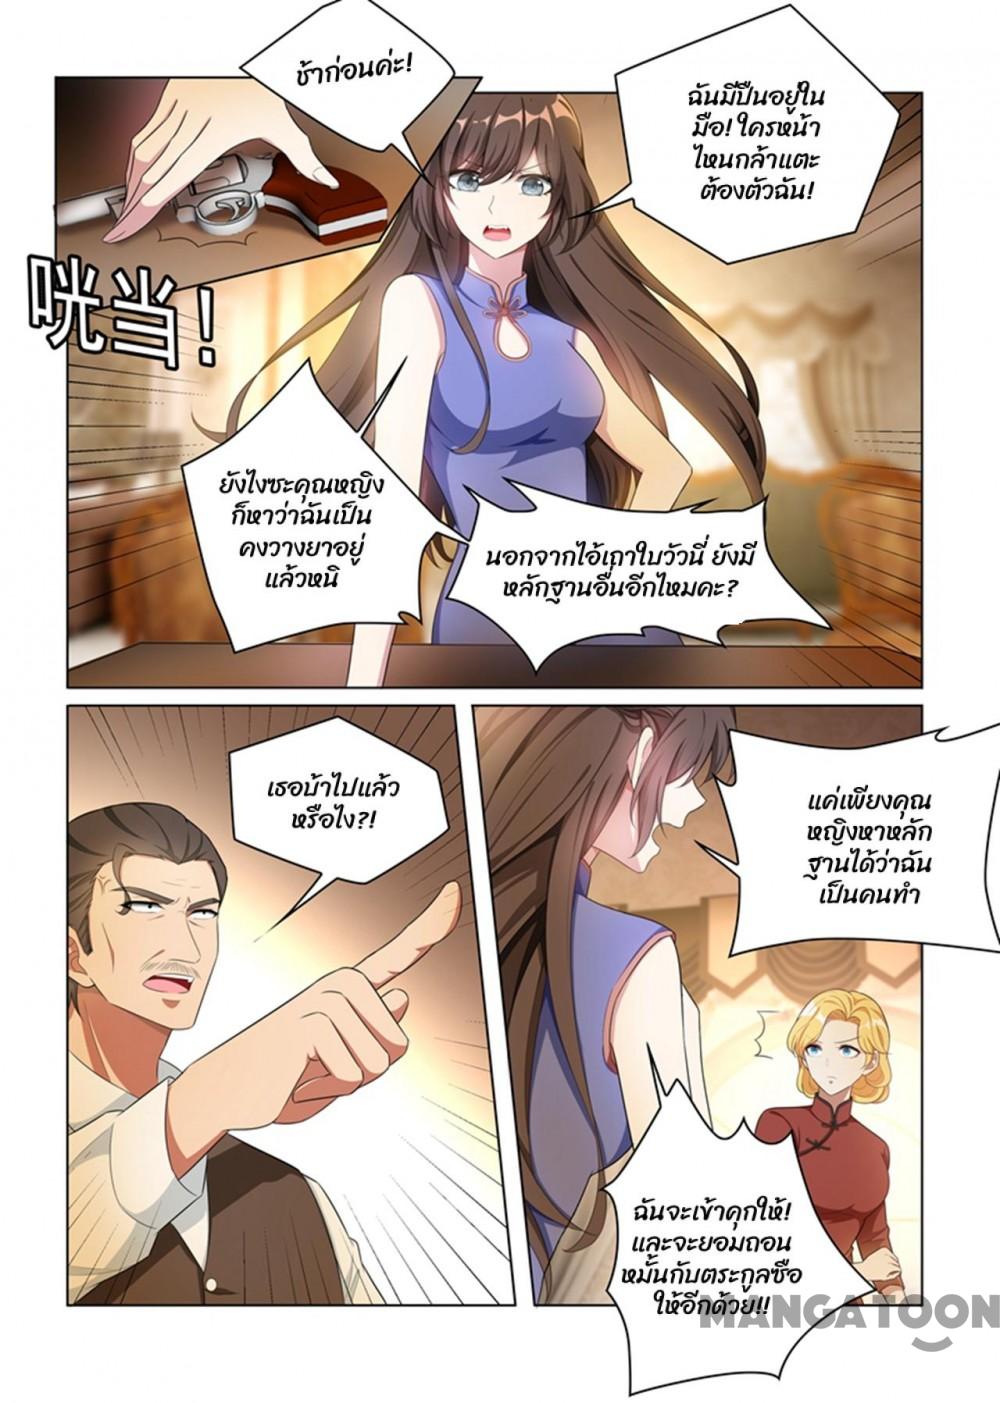 ช้าก่อนค่ะ!
ฉันมีปืนอยู่ใน
มือ! ใครหน้า
ไหนกล้าแตะ
ต้องตัวฉัน!
哐当!
ยังไงซะคุณหญิง
ก็หาว่าฉันเป็น
คงวางยาอยู่
แล้วหนิ
นอกจากไอ้เถาใบวัวนี่ ยังมี
หลักฐานอื่นอีกไหมคะ?
เธอบ้าไปแล้ว
หรือไง?!
แค่เพียงคุณ
หญิงหาหลัก
ฐานได้ว่าฉัน
เป็นคนทำ
ฉันจะเข้าคุกให้!
และจะยอมถอน
หมั้นกับตระกูลซือ
ให้อีกด้วย!!
MANGATOON